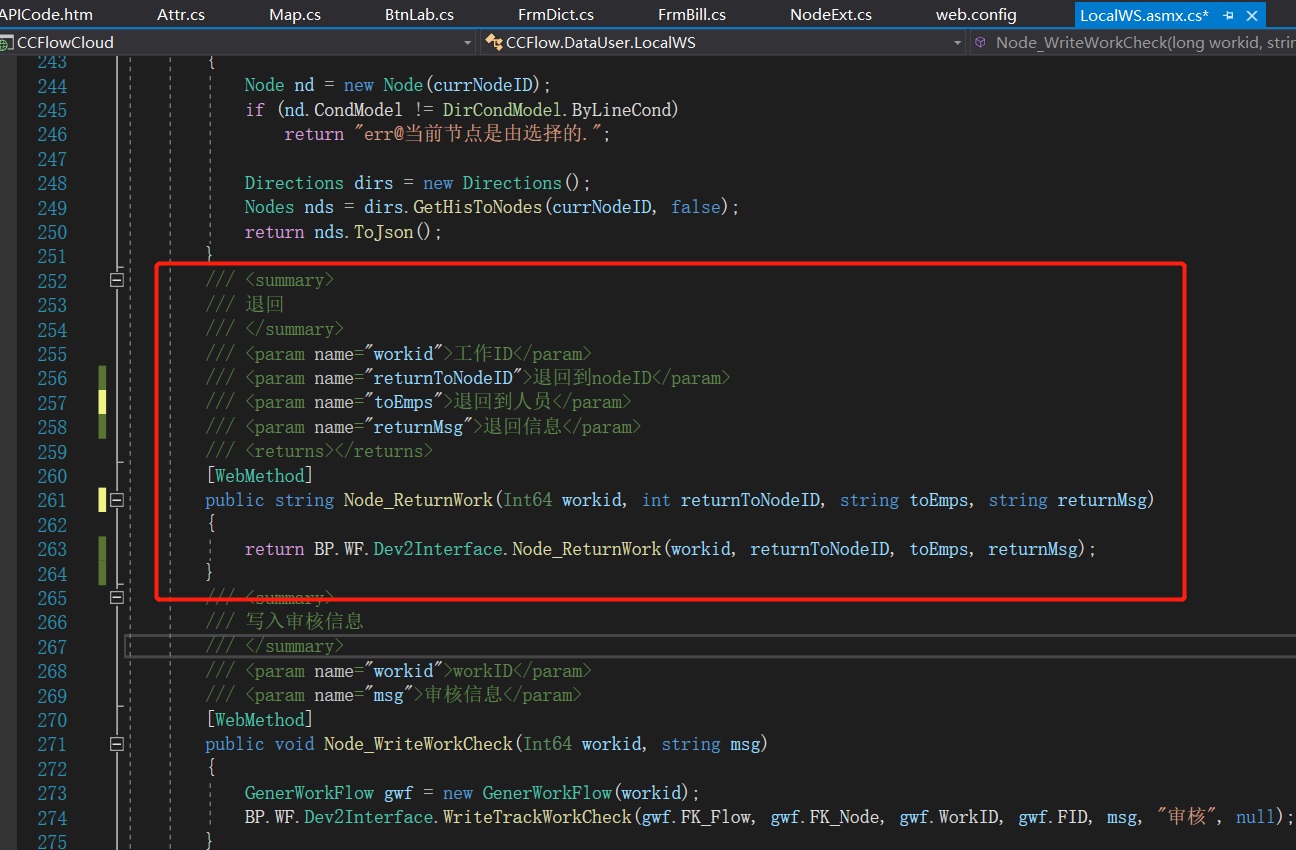 APICode.htm Attr.cs Map.cs BtnLab.cs FrmDict.cs FrmBill.cs NodeExt.cs web.config LocalWS.asmx.cs*
CCFlowCloud CCFlow.DataUser.LocalWS Node_WriteWorkCheck(long workid, strin
243 {
244 Node nd = new Node(currNodeID);
245 if (nd.CondModel != DirCondModel.ByLineCond)
246 return "err@当前节点是由选择的.";
247
248 Directions dirs = new Directions();
249 Nodes nds = dirs.GetHisToNodes(currNodeID, false);
250 return nds.ToJson();
251 }
252 /// <summary>
253 /// 退回
254 /// </summary>
255 /// <param name="workid">工作ID</param>
256 /// <param name="returnToNodeID">退回到nodeID</param>
257 /// <param name="toEmps">退回到人员</param>
258 /// <param name="returnMsg">退回信息</param>
259 /// <returns></returns>
260 [WebMethod]
261 public string Node_ReturnWork(Int64 workid, int returnToNodeID, string toEmps, string returnMsg)
262 {
263 return BP.WF.Dev2Interface.Node_ReturnWork(workid, returnToNodeID, toEmps, returnMsg);
264 }
265 /// <summary>
266 /// 写入审核信息
267 /// </summary>
268 /// <param name="workid">workID</param>
269 /// <param name="msg">审核信息</param>
270 [WebMethod]
271 public void Node_WriteWorkCheck(Int64 workid, string msg)
272 {
273 GenerWorkFlow gwf = new GenerWorkFlow(workid);
274 BP.WF.Dev2Interface.WriteTrackWorkCheck(gwf.FK_Flow, gwf.FK_Node, gwf.WorkID, gwf.FID, msg, "审核", null);
275 }